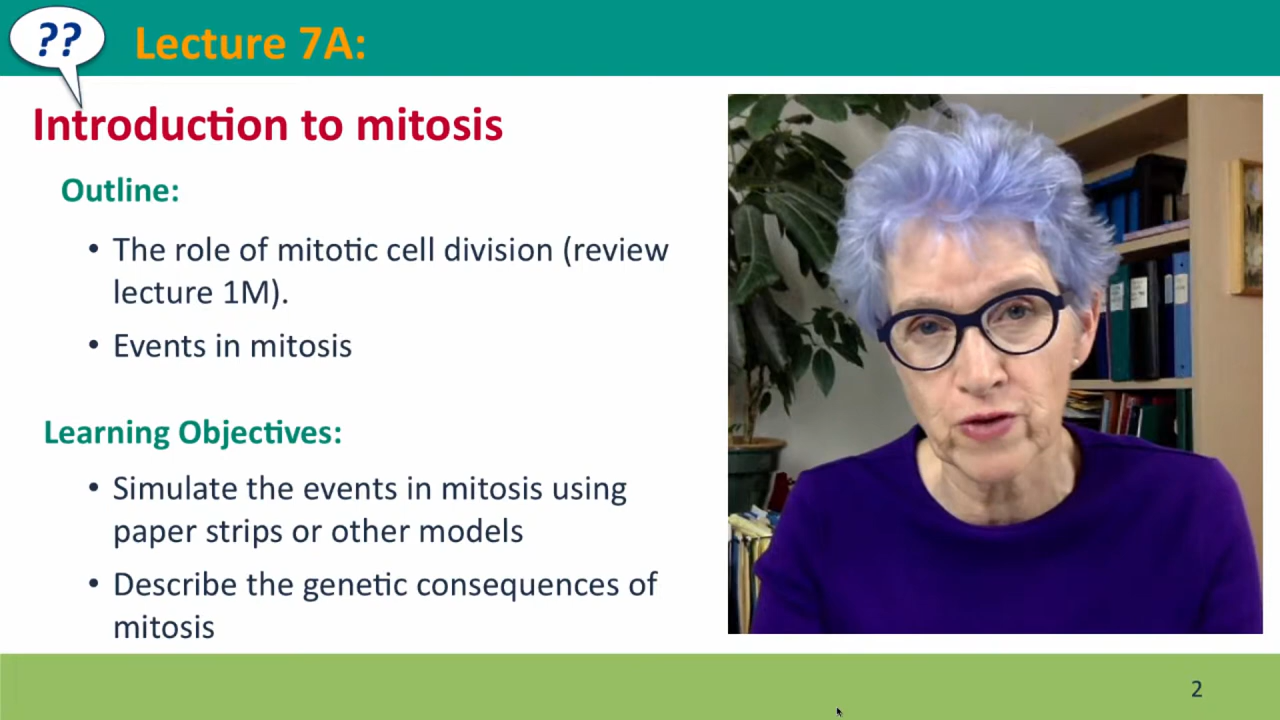 ??
Lecture 7A:
Introduction to mitosis
Outline:
• The role of mitotic cell division (review
lecture 1M).
• Events in mitosis
Learning Objectives:
• Simulate the events in mitosis using
paper strips or other models
• Describe the genetic consequences of
mitosis
2